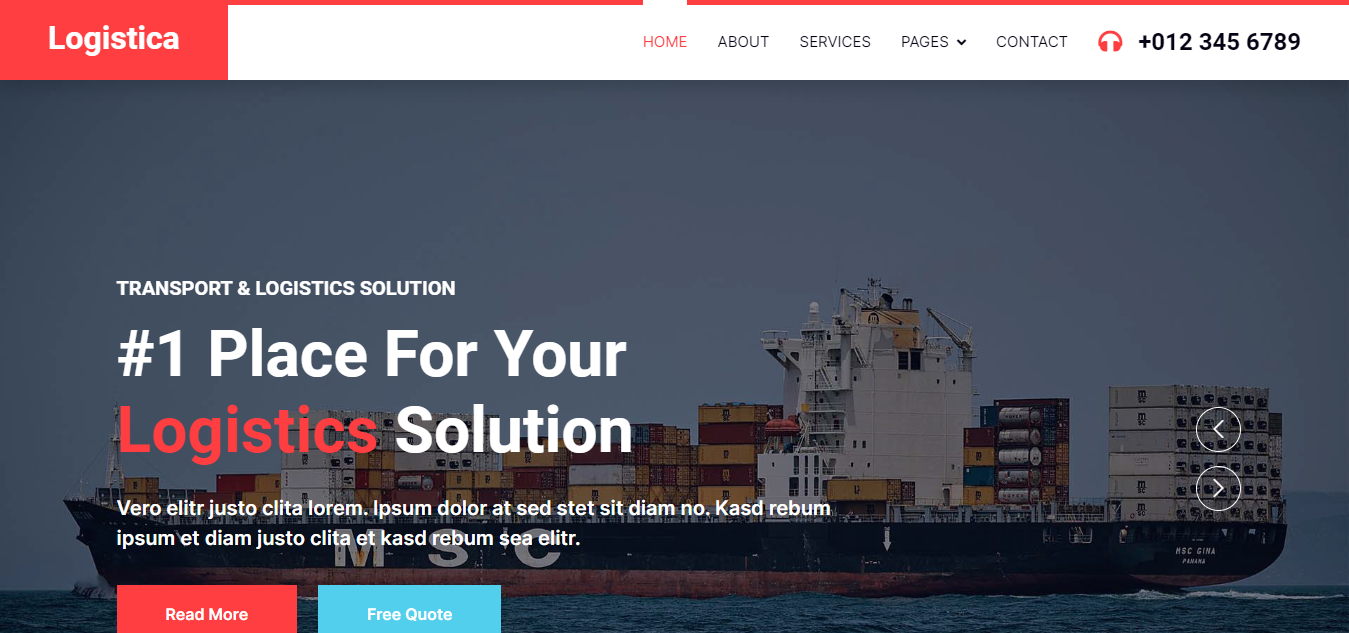 Logistica
HOME ABOUT SERVICES PAGES CONTACT +012 345 6789
TRANSPORT & LOGISTICS SOLUTION
#1 Place For Your
Logistics Solution
Vero elitr justo clita lorem. Ipsum dolor at sed stet sit diam no. Kasd rebum
ipsum et diam justo clita et kasd rebum sea elitr.
M S C
MSC GINA
PANAMA
Read More Free Quote